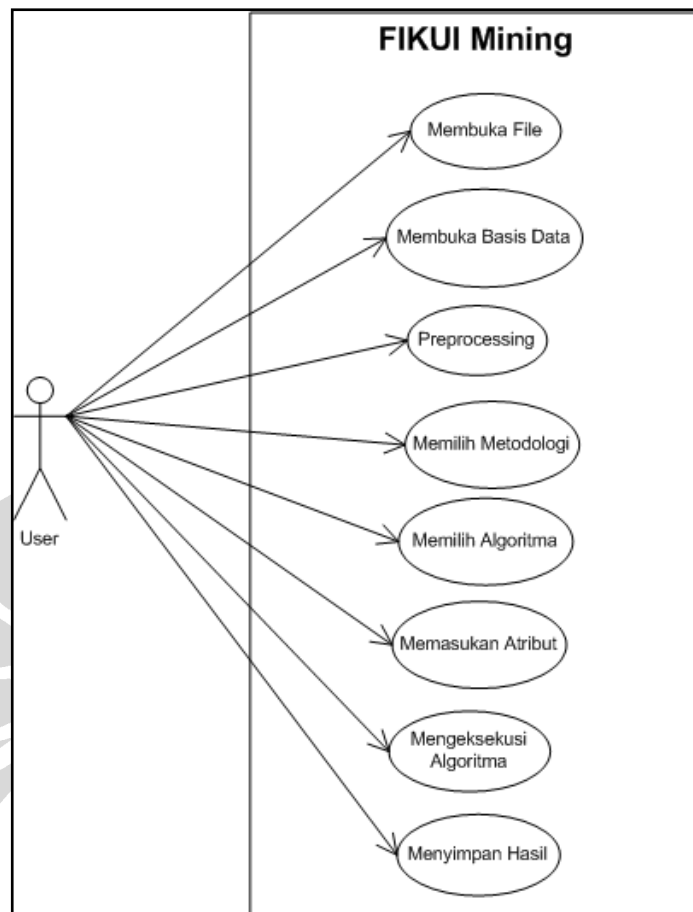 FIKUI Mining
Membuka File
Membuka Basis Data
Preprocessing
Memilih Metodologi
Memilih Algoritma
User
Memasukan Atribut
Mengeksekusi
Algoritma
Menyimpan Hasil